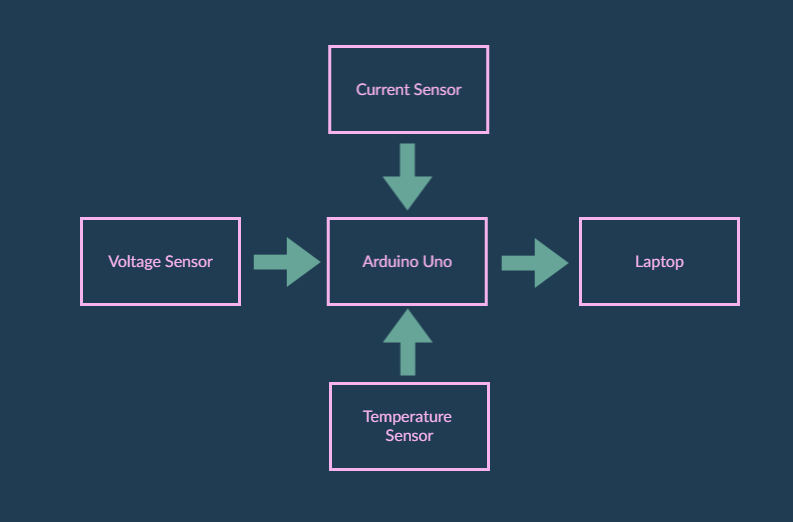 Current Sensor
Voltage Sensor
Arduino Uno
Laptop
Temperature
Sensor